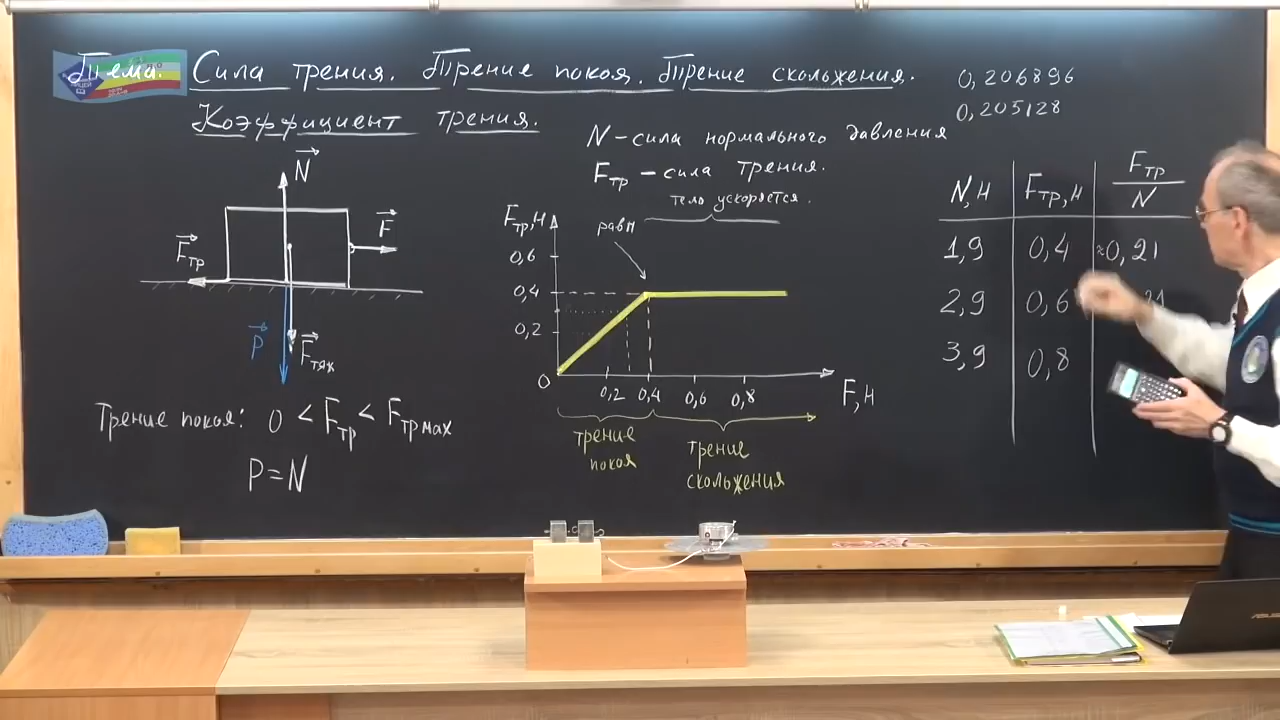 Тема. Сила трения. Трение покоя. Трение скольжения.
Коэффициент трения.
0,206896
0,205128
N – сила нормального давления
Fтр – сила трения.
тело ускоряется.
равн
N
F
Fтр
P
Fтяж
Трение покоя: 0 < Fтр < Fтр max
P = N
Fтр, Н
0,6
0,4
0,2
0
0,2 0,4 0,6 0,8
F, Н
трение
покоя
трение
скольжения
N, Н Fтр, Н Fтр/N
1,9 0,4 ≈0,21
2,9 0,6 21
3,9 0,8